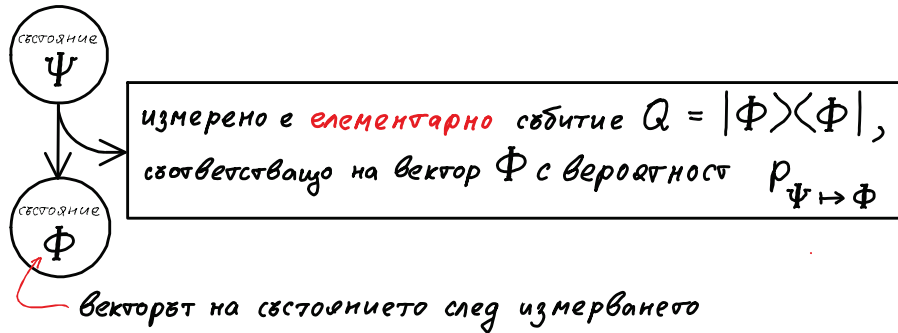 състояние
Ψ
измерено е елементарно събитие Q = |Φ><Φ|,
съответстващо на вектор Φ с вероятност p_{Ψ↦Φ}
състояние
Φ
векторът на състоянието след измерването